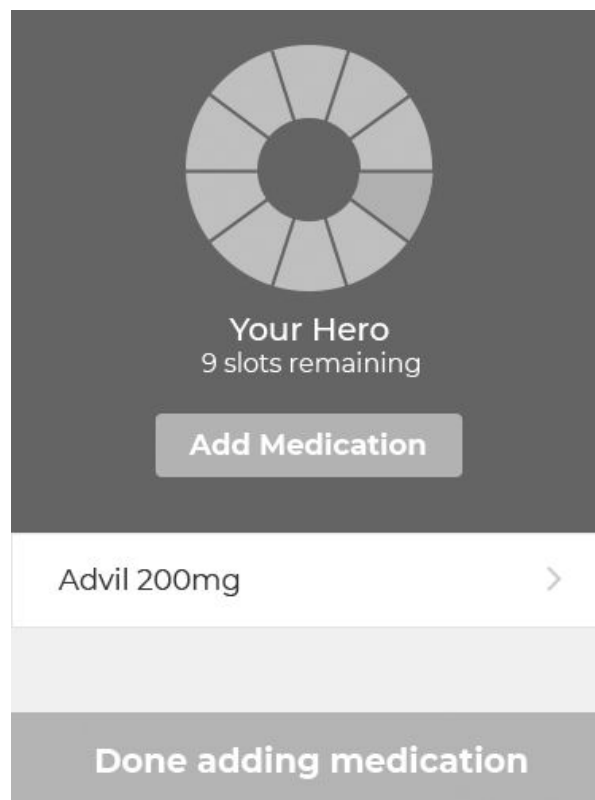 Your Hero
9 slots remaining
Add Medication
Advil 200mg
Done adding medication